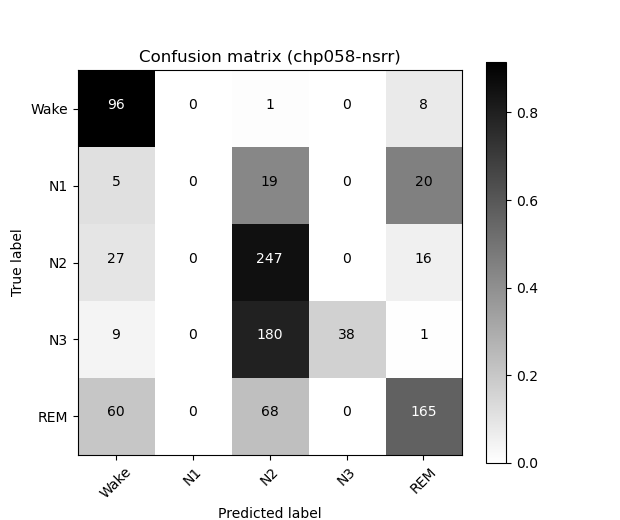 Confusion matrix (chp058-nsrr)
True label
Wake 96 0 1 0 8
N1 5 0 19 0 20
N2 27 0 247 0 16
N3 9 0 180 38 1
REM 60 0 68 0 165
Wake N1 N2 N3 REM
Predicted label
0.8
0.6
0.4
0.2
0.0